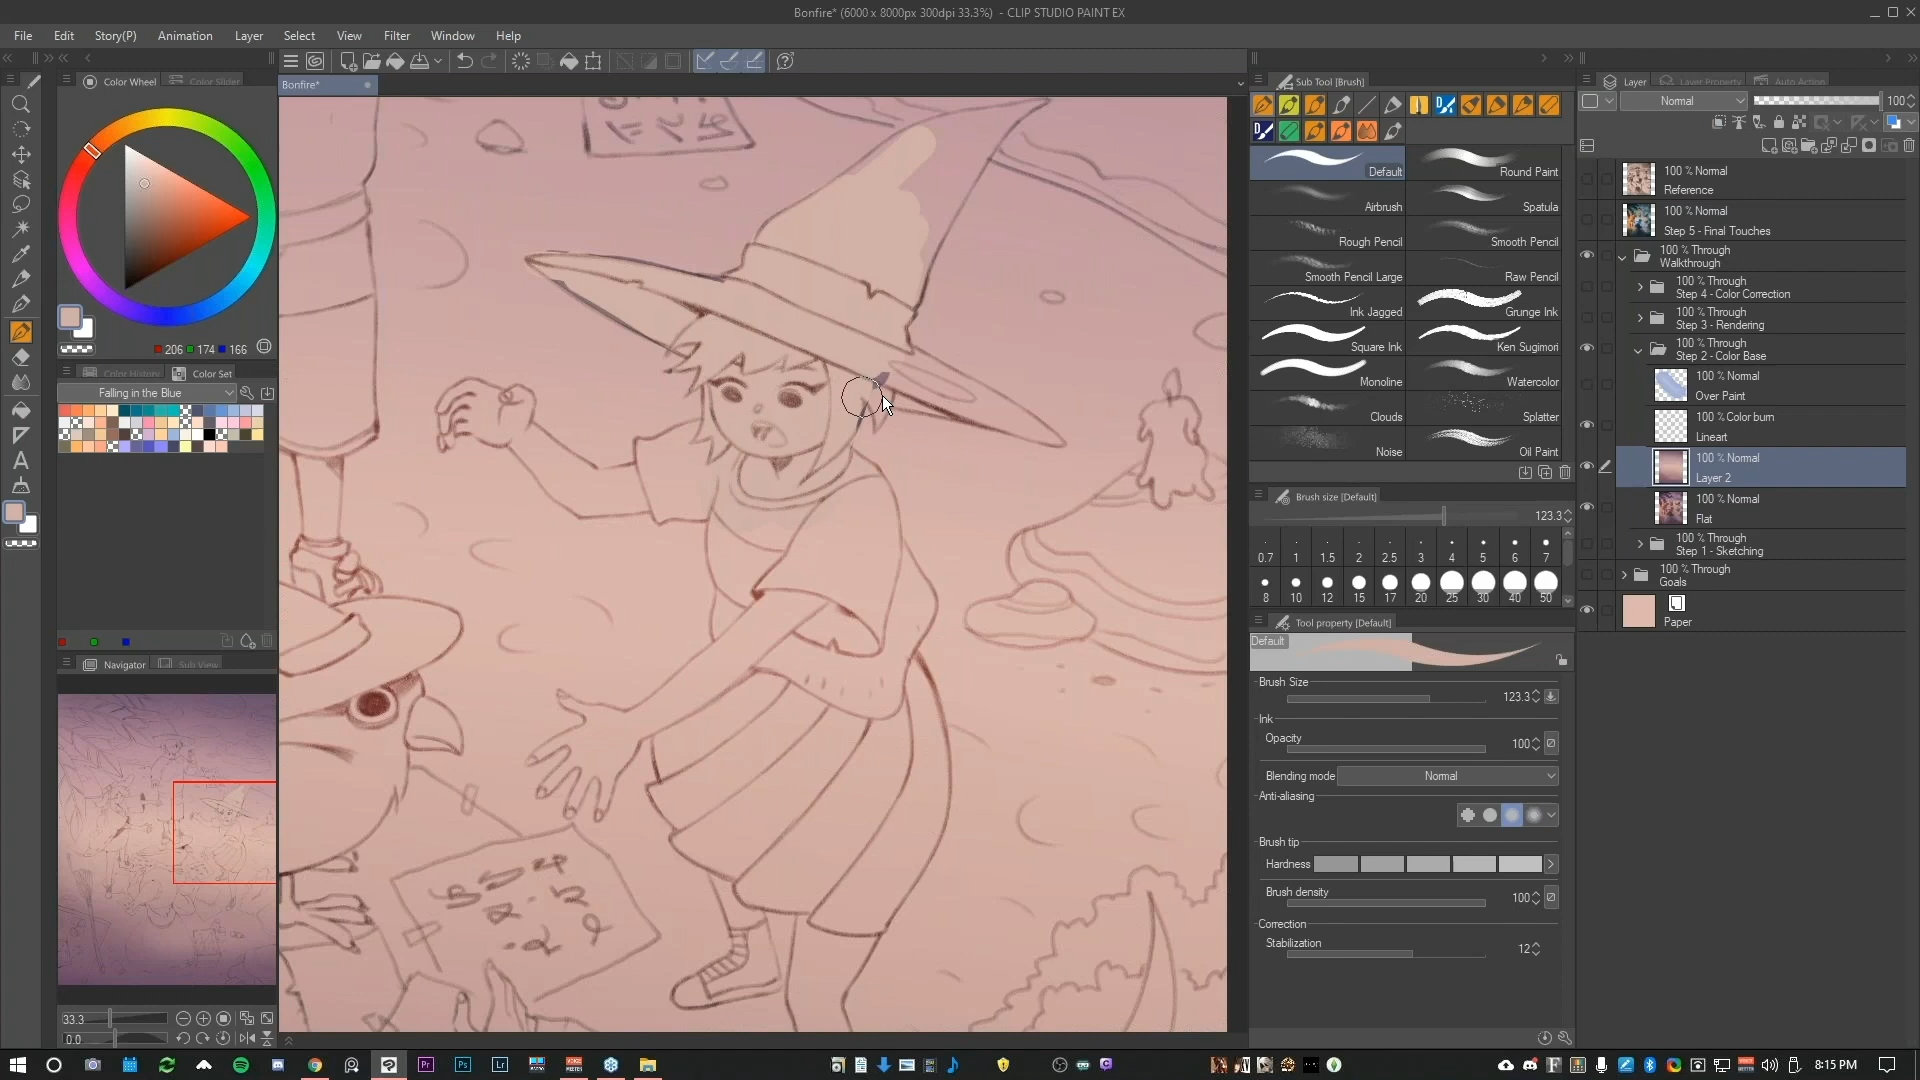 Bonfire* (6000 x 8000px 300dpi 33.3%) - CLIP STUDIO PAINT EX
File Edit Story(P) Animation Layer Select View Filter Window Help
Color Wheel Color Slider
Bonfire*
Sub Tool [Brush]
Layer Layer Property Auto Action
Normal 100
Default Round Paint
Airbrush Spatula
Rough Pencil Smooth Pencil
Smooth Pencil Large Raw Pencil
Ink Jagged Grunge Ink
Square Ink Ken Sugimori
Monoline Watercolor
Clouds Splatter
Noise Oil Paint
100 % Normal
Reference
100 % Normal
Step 5 - Final Touches
100 % Through
Walkthrough
100 % Through
Step 4 - Color Correction
100 % Through
Step 3 - Rendering
100 % Through
Step 2 - Color Base
100 % Normal
Over Paint
100 % Color burn
Lineart
100 % Normal
Layer 2
100 % Normal
Flat
100 % Through
Step 1 - Sketching
100 % Through
Goals
Paper
206 174 166
Color History Color Set
Falling in the Blue
Navigator Sub View
33.3
0.0
Brush size [Default]
123.3
0.7 1 1.5 2 2.5 3 4 5 6 7
8 10 12 15 17 20 25 30 40 50
Tool property [Default]
Default
Brush Size 123.3
Ink
Opacity 100
Blending mode Normal
Anti-aliasing
Brush tip
Hardness
Brush density 100
Correction
Stabilization 12
8:15 PM